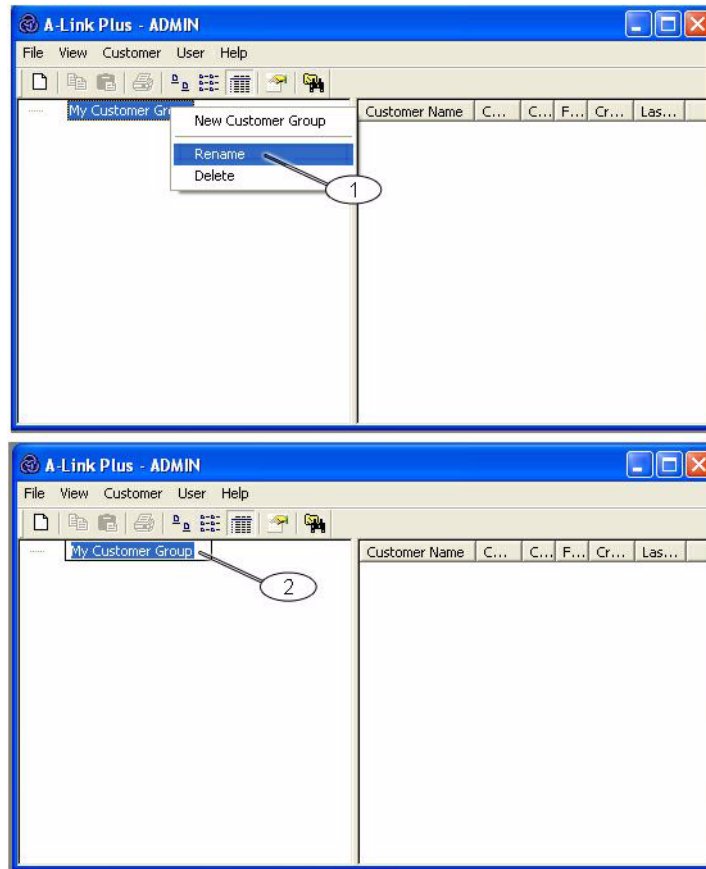 A-Link Plus - ADMIN
File View Customer User Help
My Customer Gr
New Customer Group
Rename
Delete
1
Customer Name C... C... F... Cr... Las...
A-Link Plus - ADMIN
File View Customer User Help
My Customer Group
2
Customer Name C... C... F... Cr... Las...